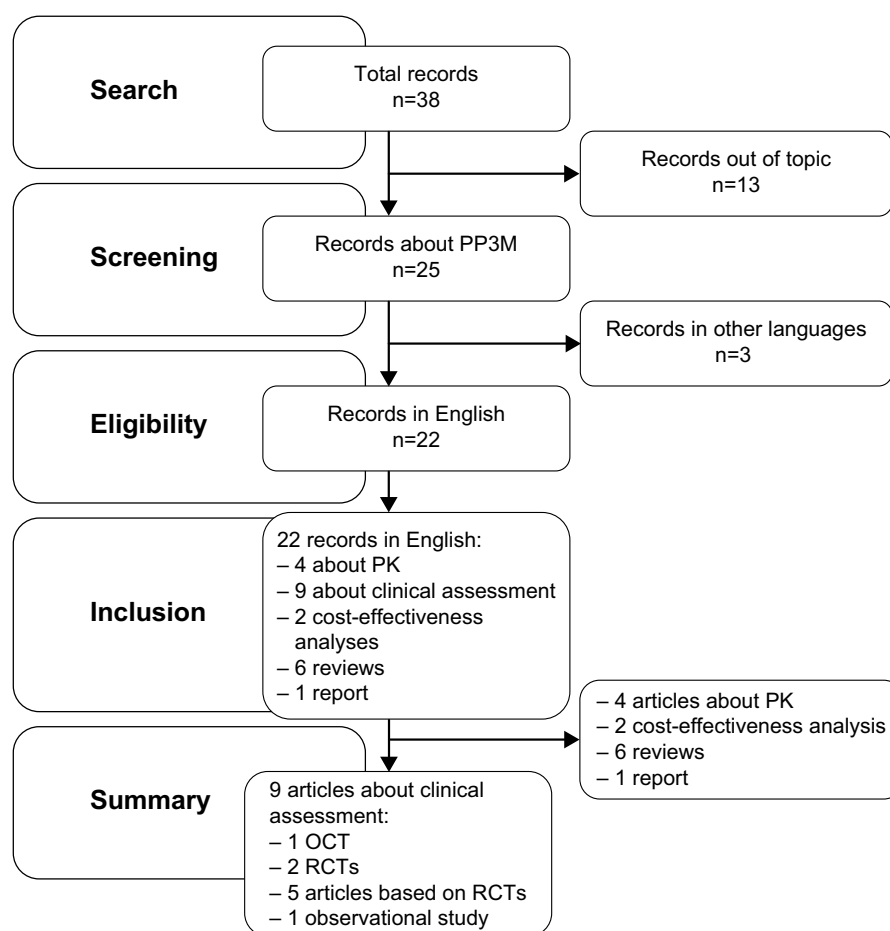 Search
Total records
n=38
Records out of topic
n=13
Screening
Records about PP3M
n=25
Records in other languages
n=3
Eligibility
Records in English
n=22
Inclusion
22 records in English:
– 4 about PK
– 9 about clinical assessment
– 2 cost-effectiveness
analyses
– 6 reviews
– 1 report
– 4 articles about PK
– 2 cost-effectiveness analysis
– 6 reviews
– 1 report
Summary
9 articles about clinical
assessment:
– 1 OCT
– 2 RCTs
– 5 articles based on RCTs
– 1 observational study